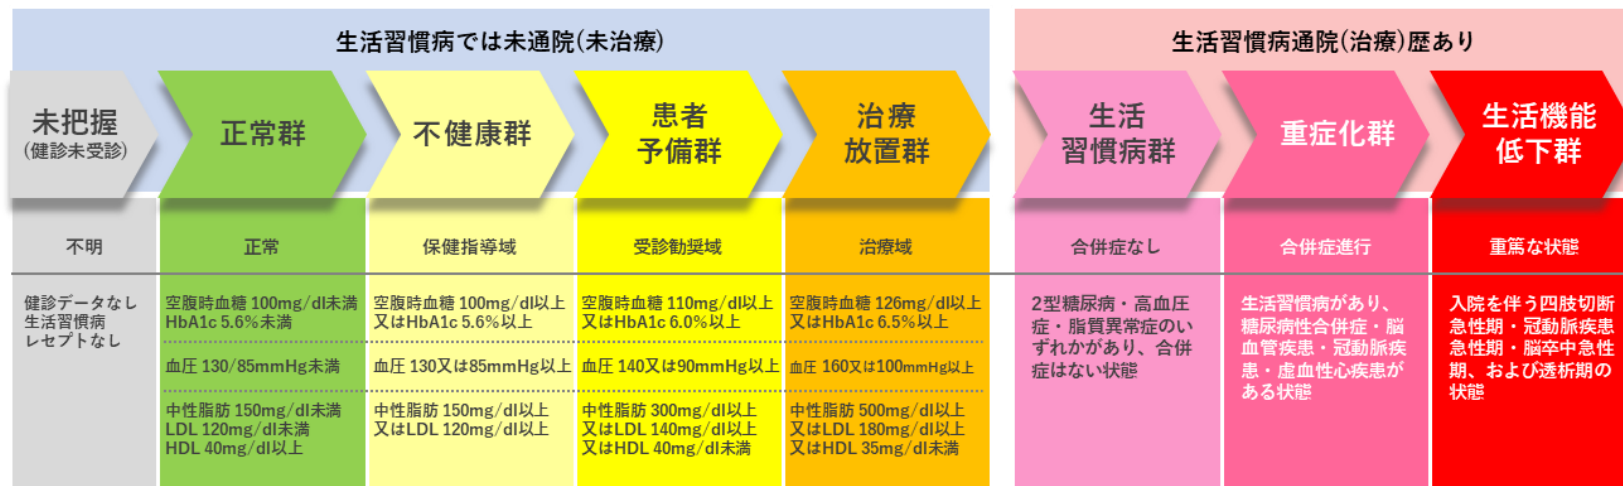 生活習慣病では未通院(未治療)
生活習慣病通院(治療)歴あり
未把握
(健診未受診)
正常群
不健康群
患者
予備群
治療
放置群
生活
習慣病群
重症化群
生活機能
低下群
不明
正常
保健指導域
受診勧奨域
治療域
合併症なし
合併症進行
重篤な状態
健診データなし
生活習慣病
レセプトなし
空腹時血糖 100mg/dl未満
HbA1c 5.6%未満
血圧 130/85mmHg未満
中性脂肪 150mg/dl未満
LDL 120mg/dl未満
HDL 40mg/dl以上
空腹時血糖 100mg/dl以上
又はHbA1c 5.6%以上
血圧 130又は85mmHg以上
中性脂肪 150mg/dl以上
又はLDL 120mg/dl以上
空腹時血糖 110mg/dl以上
又はHbA1c 6.0%以上
血圧 140又は90mmHg以上
中性脂肪 300mg/dl以上
又はLDL 140mg/dl以上
又はHDL 40mg/dl未満
空腹時血糖 126mg/dl以上
又はHbA1c 6.5%以上
血圧 160又は100mmHg以上
中性脂肪 500mg/dl以上
又はLDL 180mg/dl以上
又はHDL 35mg/dl未満
2型糖尿病・高血圧
症・脂質異常症のい
ずれかがあり、合併
症はない状態
生活習慣病があり、
糖尿病性合併症・脳
血管疾患・冠動脈疾
患・虚血性心疾患が
ある状態
入院を伴う四肢切断
急性期・冠動脈疾患
急性期・脳卒中急性
期、および透析期の
状態